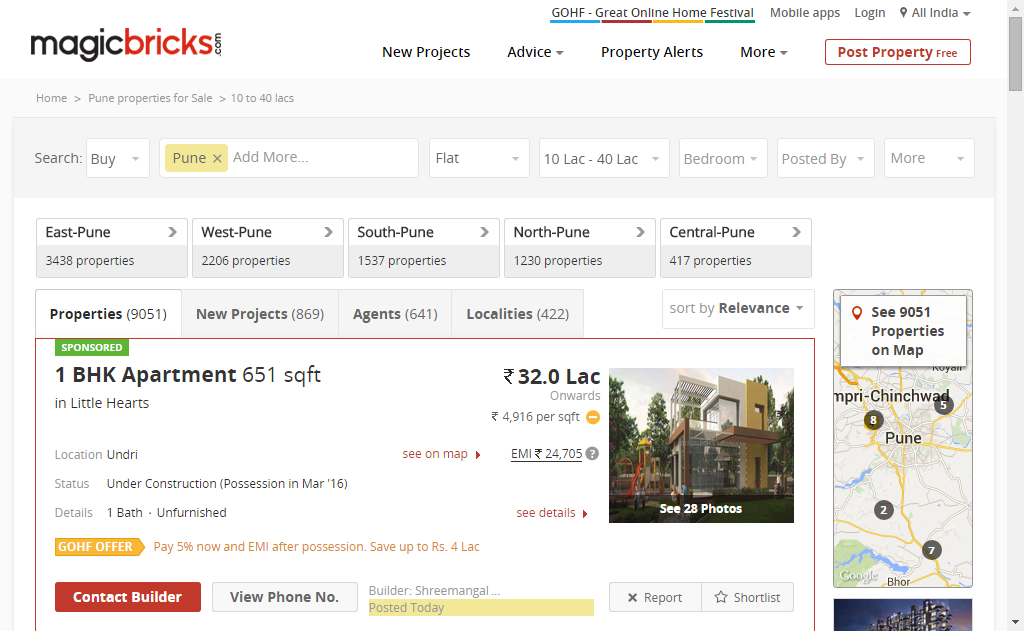 GOHF - Great Online Home Festival Mobile apps Login All India
magicbricks.com
New Projects Advice Property Alerts More Post Property Free
Home > Pune properties for Sale > 10 to 40 lacs
Search: Buy Pune × Add More... Flat 10 Lac - 40 Lac Bedroom Posted By More
East-Pune West-Pune South-Pune North-Pune Central-Pune
3438 properties 2206 properties 1537 properties 1230 properties 417 properties
Properties (9051) New Projects (869) Agents (641) Localities (422) sort by Relevance
See 9051
Properties
on Map
SPONSORED
1 BHK Apartment 651 sqft
in Little Hearts
₹ 32.0 Lac
Onwards
₹ 4,916 per sqft
Location Undri see on map EMI ₹ 24,705 ?
Status Under Construction (Possession in Mar '16)
Details 1 Bath · Unfurnished see details
See 28 Photos
GOHF OFFER Pay 5% now and EMI after possession. Save up to Rs. 4 Lac
Contact Builder View Phone No. Builder: Shreemangal ...
Posted Today
× Report Shortlist
mpri-Chinchwad
5
8
Pune
2
7
Google
Bhor